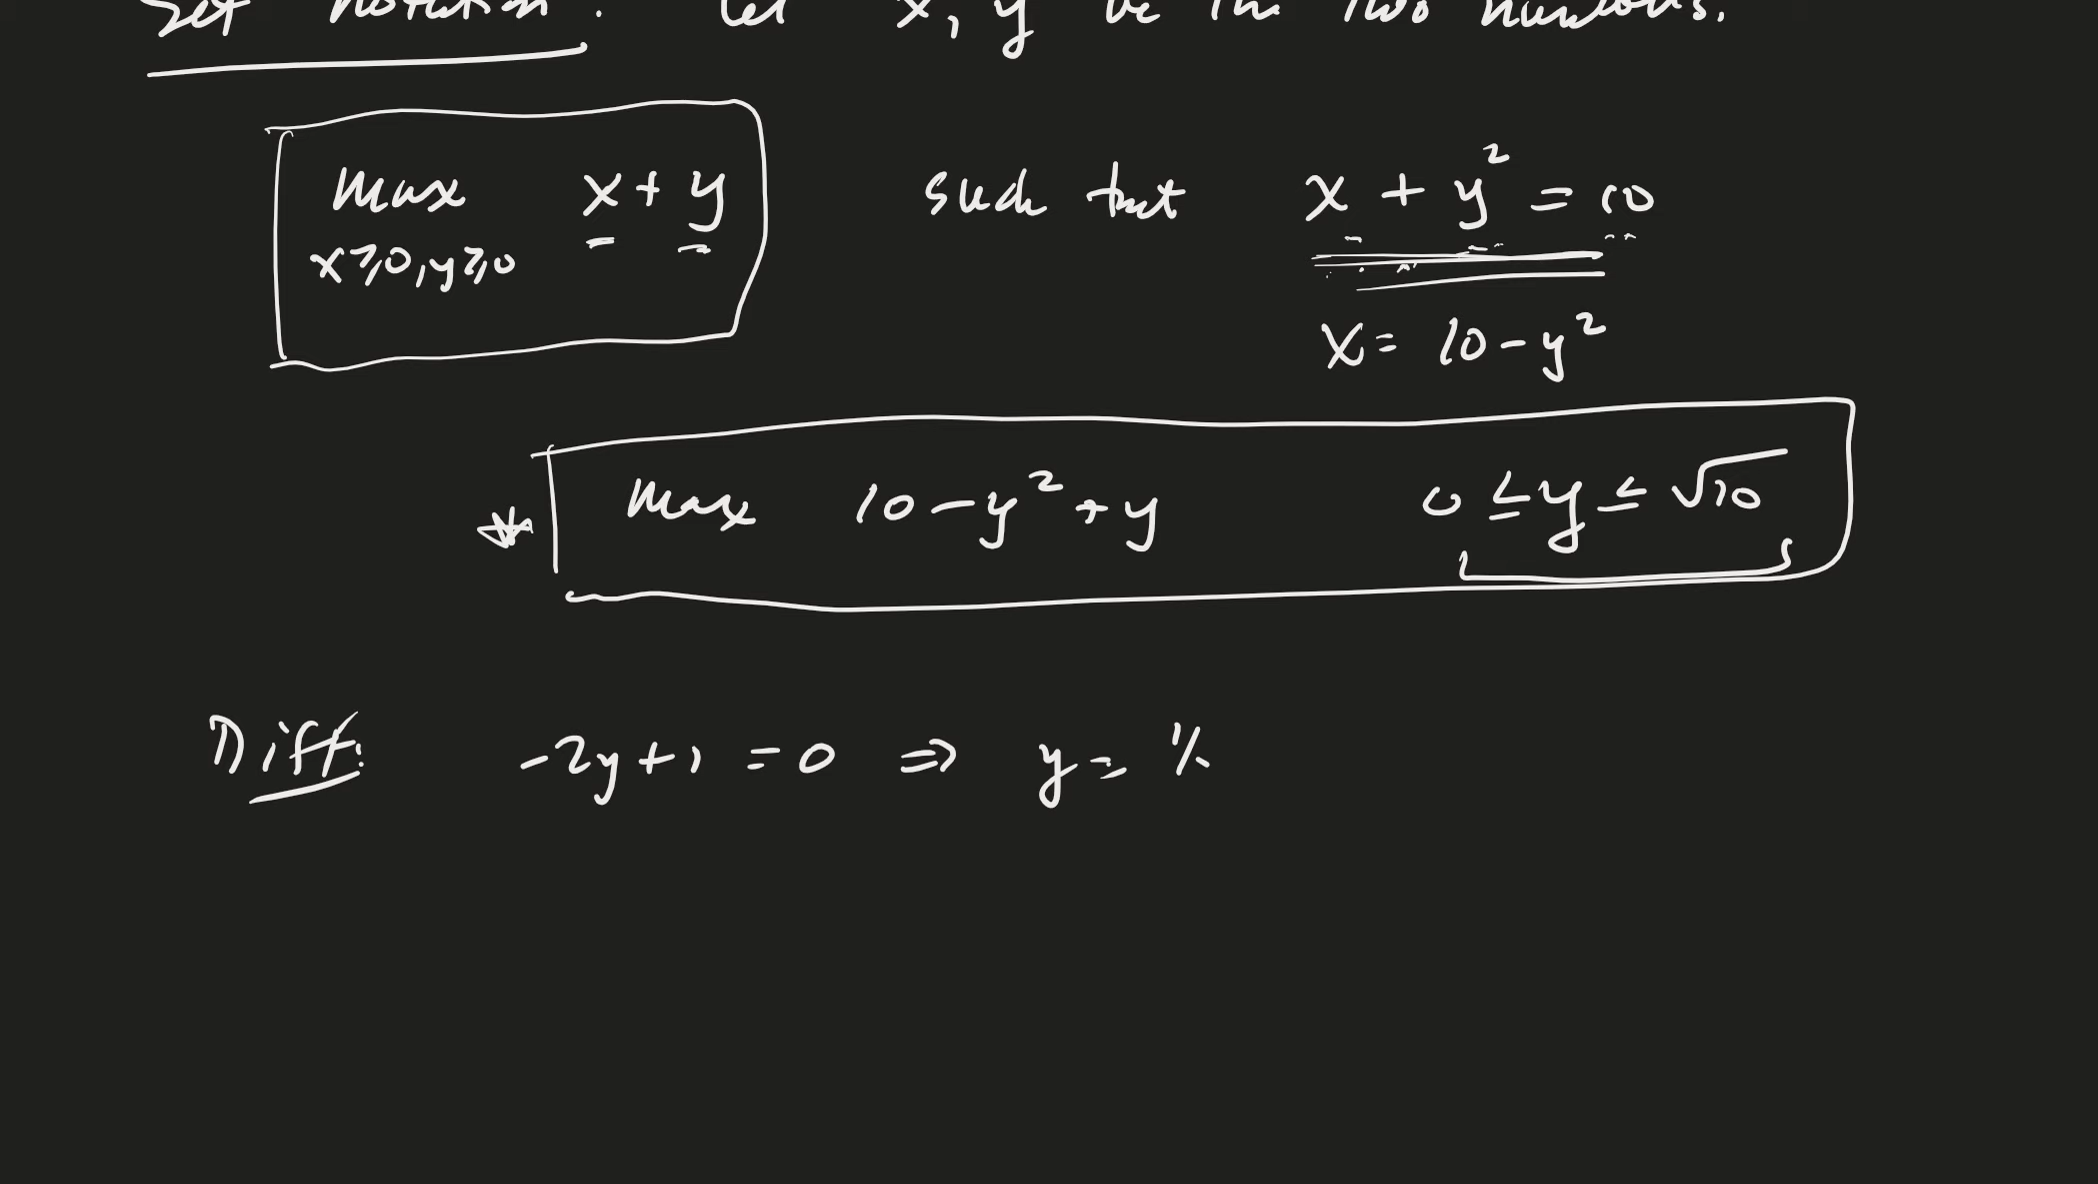 Set notation: Let x, y be the two numbers.
Max x + y such that x + y² = 10
x ≥ 0, y ≥ 0
x = 10 - y²
Max 10 - y² + y 0 ≤ y ≤ √10
Diff: -2y + 1 = 0 ⇒ y = 1/2